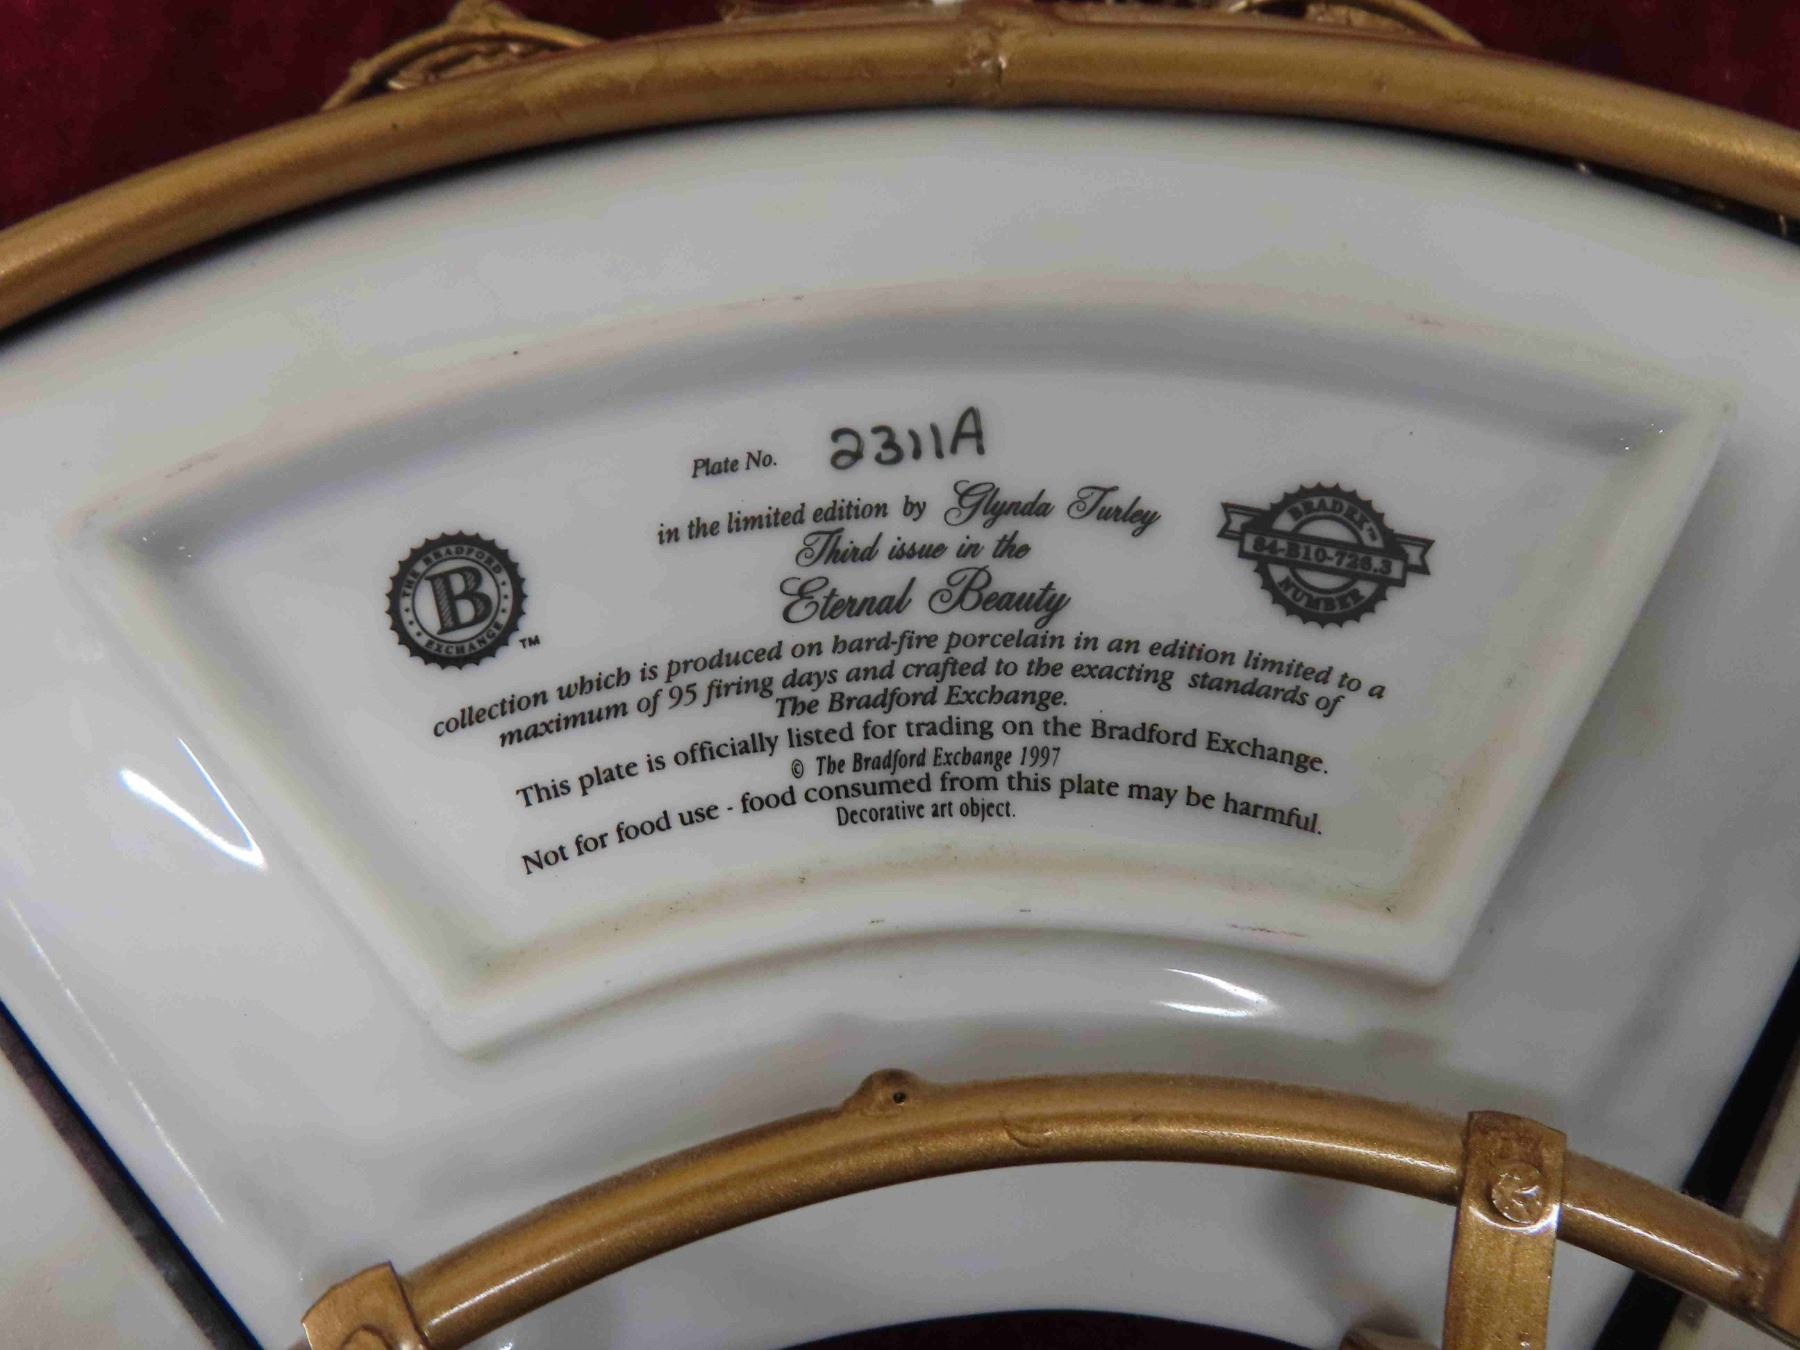 Plate No. 2311A
in the limited edition by Glynda Turley
Third issue in the
Eternal Beauty
collection which is produced on hard-fire porcelain in an edition limited to a
maximum of 95 firing days and crafted to the exacting standards of
The Bradford Exchange.
This plate is officially listed for trading on the Bradford Exchange.
© The Bradford Exchange 1997
Not for food use - food consumed from this plate may be harmful.
Decorative art object.
THE BRADFORD
B
EXCHANGE
TM
BRADEX™
84-B10-726.3
NUMBER